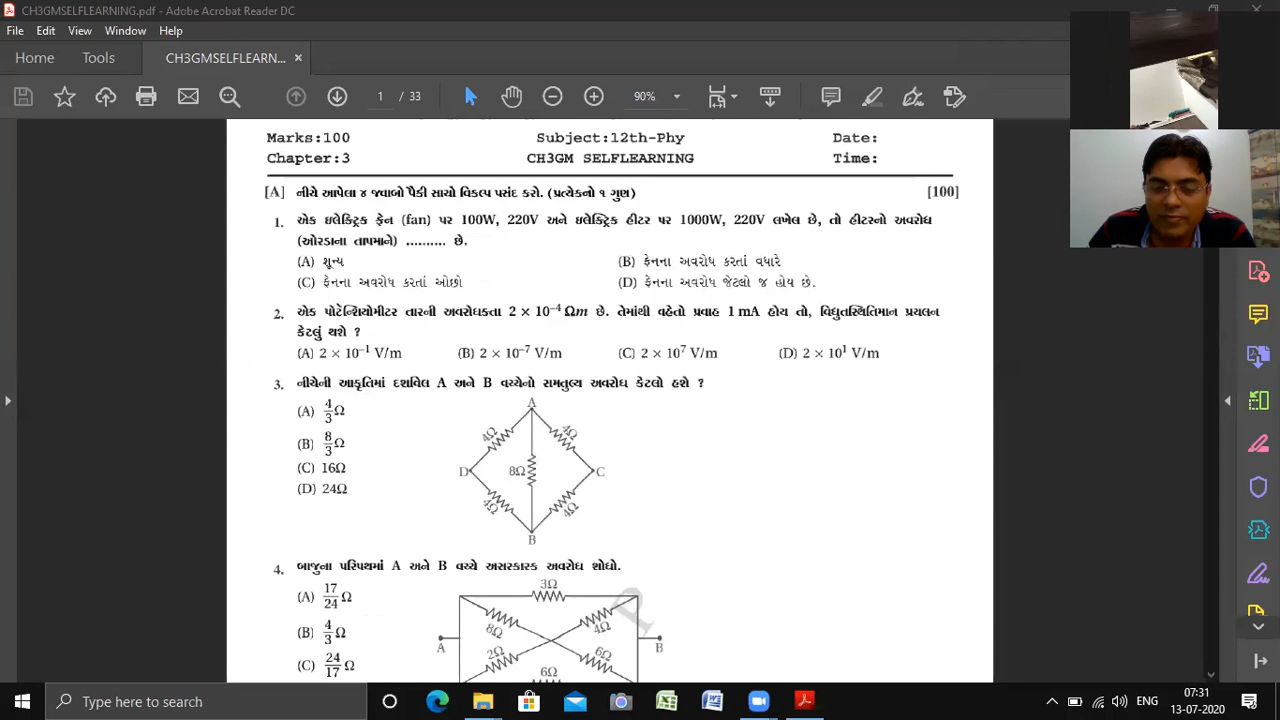 CH3GMSELFLEARNING.pdf - Adobe Acrobat Reader DC
File Edit View Window Help
Home Tools CH3GMSELFLEARN... ×
1 / 33 90%
Marks:100 Subject:12th-Phy Date:
Chapter:3 CH3GM SELFLEARNING Time:
[A] નીચે આપેલા ૪ જવાબો પૈકી સાચો વિકલ્પ પસંદ કરો. (પ્રત્યેકનો ૧ ગુણ) [100]
1. એક ઇલેક્ટ્રિક ફેન (fan) પર 100W, 220V અને ઇલેક્ટ્રિક હીટર પર 1000W, 220V લખેલ છે, તો હીટરનો અવરોધ
(ઓરડાના તાપમાને) .......... છે.
(A) શૂન્ય (B) ફેનના અવરોધ કરતાં વધારે
(C) ફેનના અવરોધ કરતાં ઓછો (D) ફેનના અવરોધ જેટલો જ હોય છે.
2. એક પોટેન્શિયોમીટર તારની અવરોધકતા 2 × 10⁻⁴ Ωm છે. તેમાંથી વહેતો પ્રવાહ 1 mA હોય તો, વિદ્યુતસ્થિતિમાન પ્રચલન
કેટલું થશે ?
(A) 2 × 10⁻¹ V/m (B) 2 × 10⁻⁷ V/m (C) 2 × 10⁷ V/m (D) 2 × 10¹ V/m
3. નીચેની આકૃતિમાં દર્શાવેલ A અને B વચ્ચેનો સમતુલ્ય અવરોધ કેટલો હશે ?
(A) 4/3 Ω
(B) 8/3 Ω
(C) 16Ω
(D) 24Ω
A
4Ω 4Ω
D 8Ω C
4Ω 4Ω
B
4. બાજુના પરિપથમાં A અને B વચ્ચે અસરકારક અવરોધ શોધો.
(A) 17/24 Ω
(B) 4/3 Ω
(C) 24/17 Ω
3Ω
8Ω 4Ω
A B
2Ω 6Ω
6Ω
P
Type here to search
ENG 07:31
13-07-2020